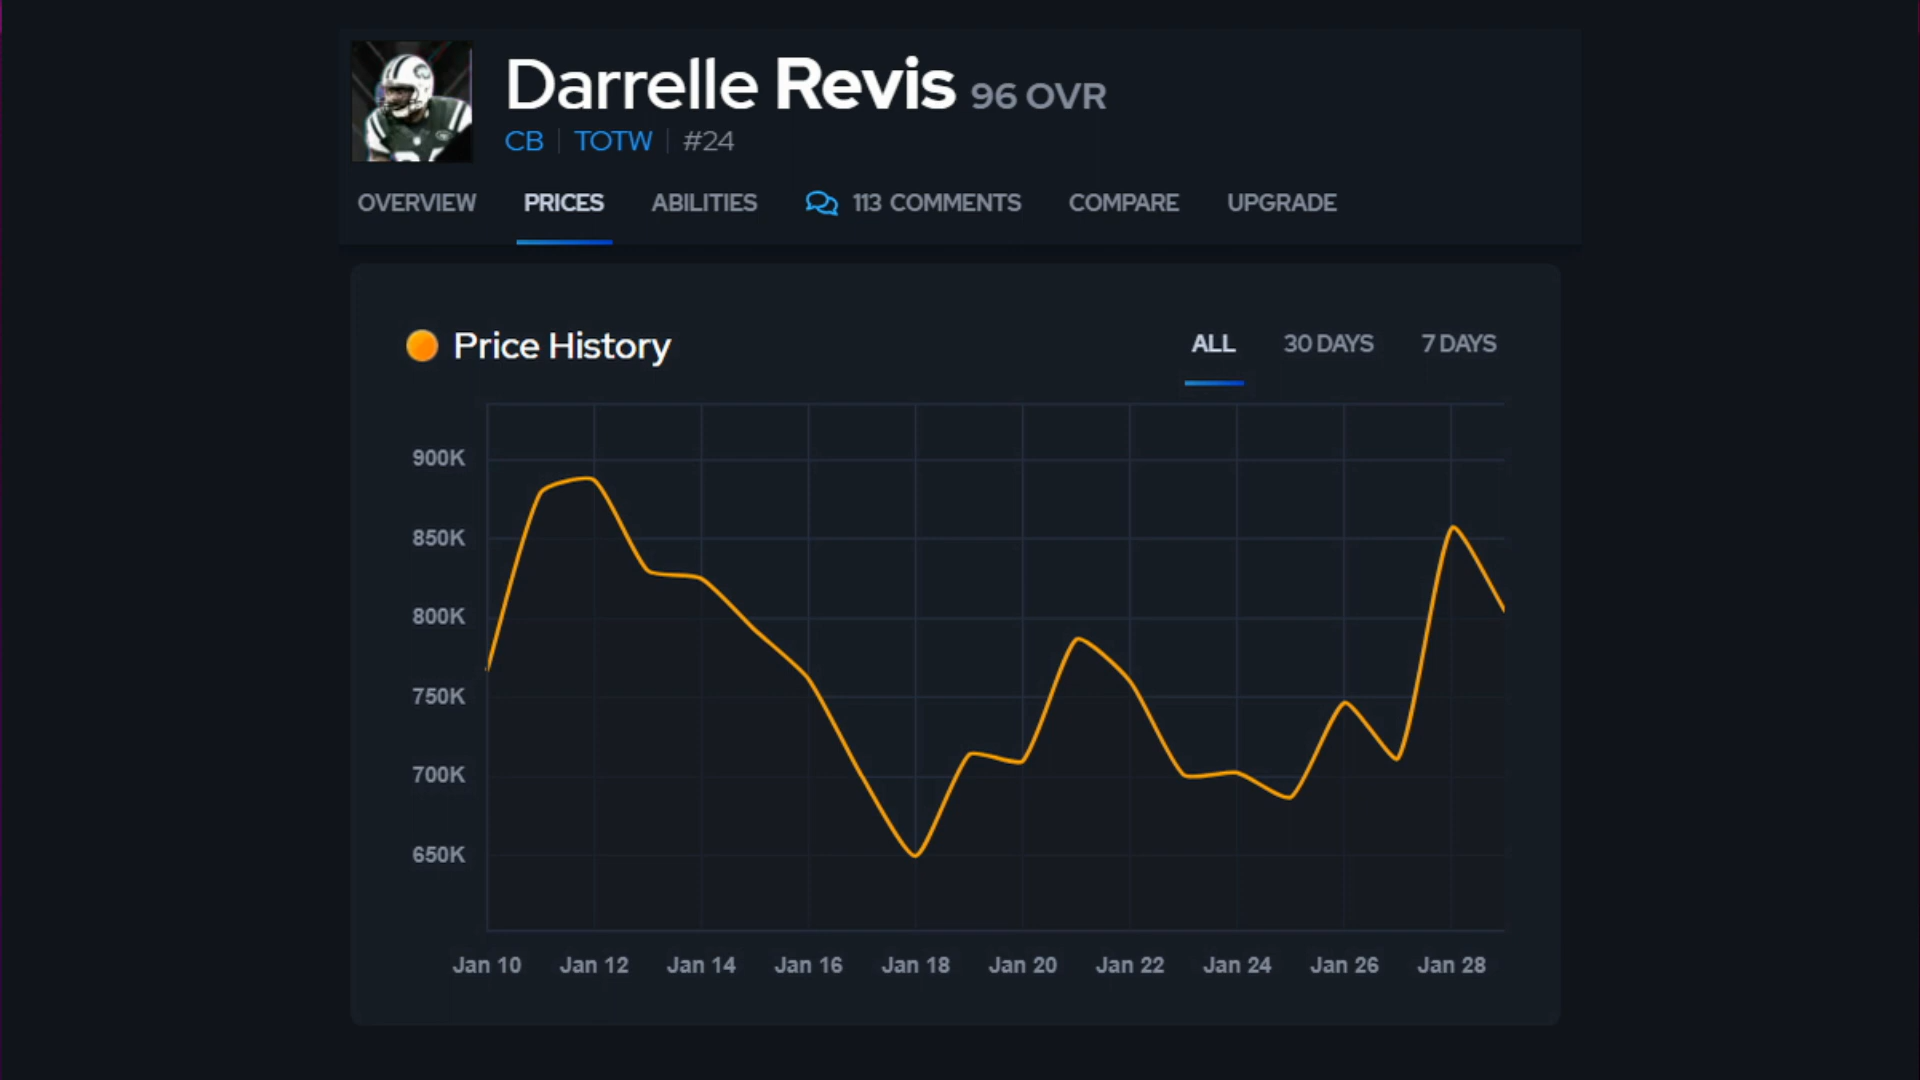 Darrelle Revis 96 OVR
CB TOTW #24
OVERVIEW PRICES ABILITIES 113 COMMENTS COMPARE UPGRADE
Price History
ALL 30 DAYS 7 DAYS
900K
850K
800K
750K
700K
650K
Jan 10 Jan 12 Jan 14 Jan 16 Jan 18 Jan 20 Jan 22 Jan 24 Jan 26 Jan 28